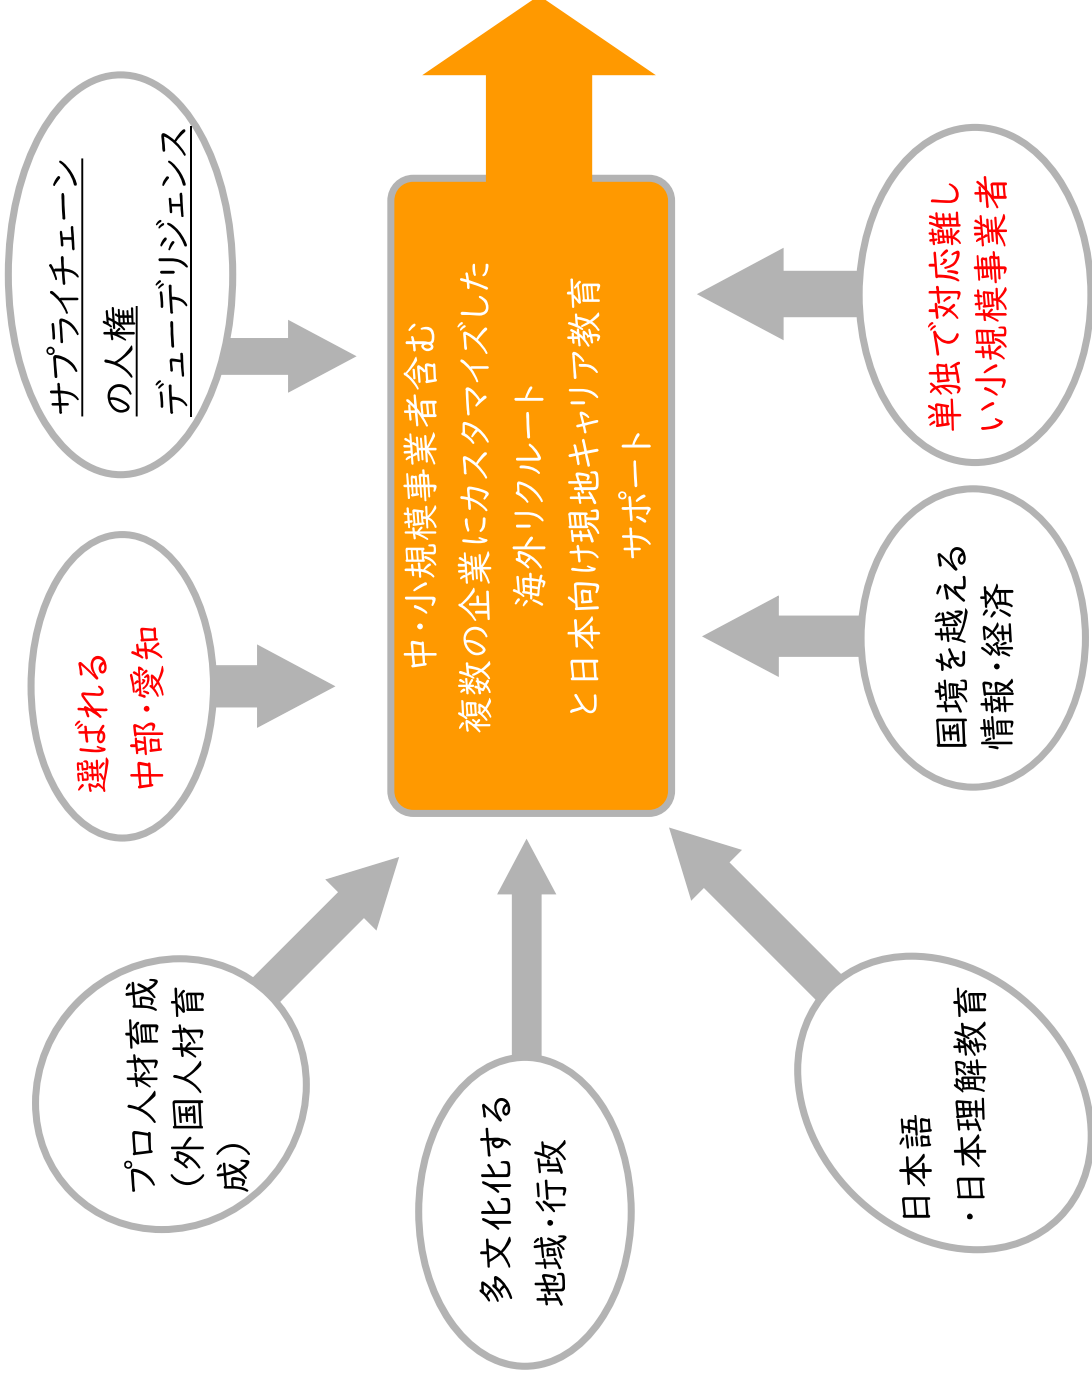 サプライチェーン
の人権
デューデリジェンス
選ばれる
中部・愛知
プロ人材育成
(外国人材育
成)
多文化化する
地域・行政
日本語
・日本理解教育
国境を越える
情報・経済
単独で対応難し
い小規模事業者
中・小規模事業者含む
複数の企業にカスタマイズした
海外リクルート
と日本向け現地キャリア教育
サポート